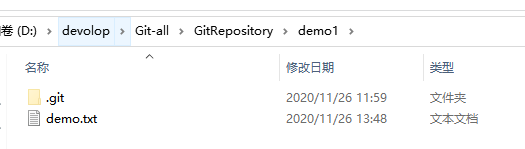 卷 (D:) > devolop > Git-all > GitRepository > demo1 >
名称 修改日期 类型
.git 2020/11/26 11:59 文件夹
demo.txt 2020/11/26 13:48 文本文档